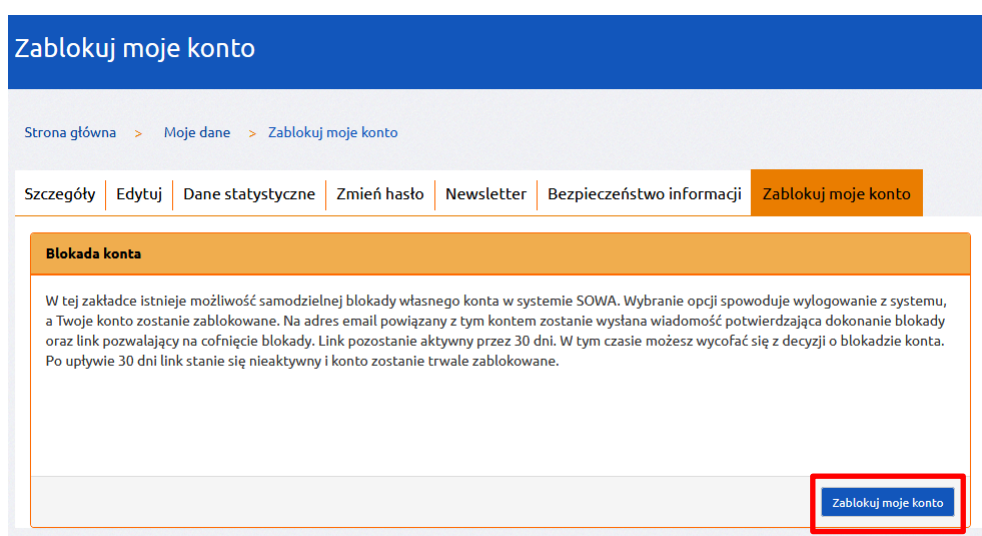 Zablokuj moje konto
Strona główna > Moje dane > Zablokuj moje konto
Szczegóły Edytuj Dane statystyczne Zmień hasło Newsletter Bezpieczeństwo informacji Zablokuj moje konto
Blokada konta
W tej zakładce istnieje możliwość samodzielnej blokady własnego konta w systemie SOWA. Wybranie opcji spowoduje wylogowanie z systemu,
a Twoje konto zostanie zablokowane. Na adres email powiązany z tym kontem zostanie wysłana wiadomość potwierdzająca dokonanie blokady
oraz link pozwalający na cofnięcie blokady. Link pozostanie aktywny przez 30 dni. W tym czasie możesz wycofać się z decyzji o blokadzie konta.
Po upływie 30 dni link stanie się nieaktywny i konto zostanie trwale zablokowane.
Zablokuj moje konto